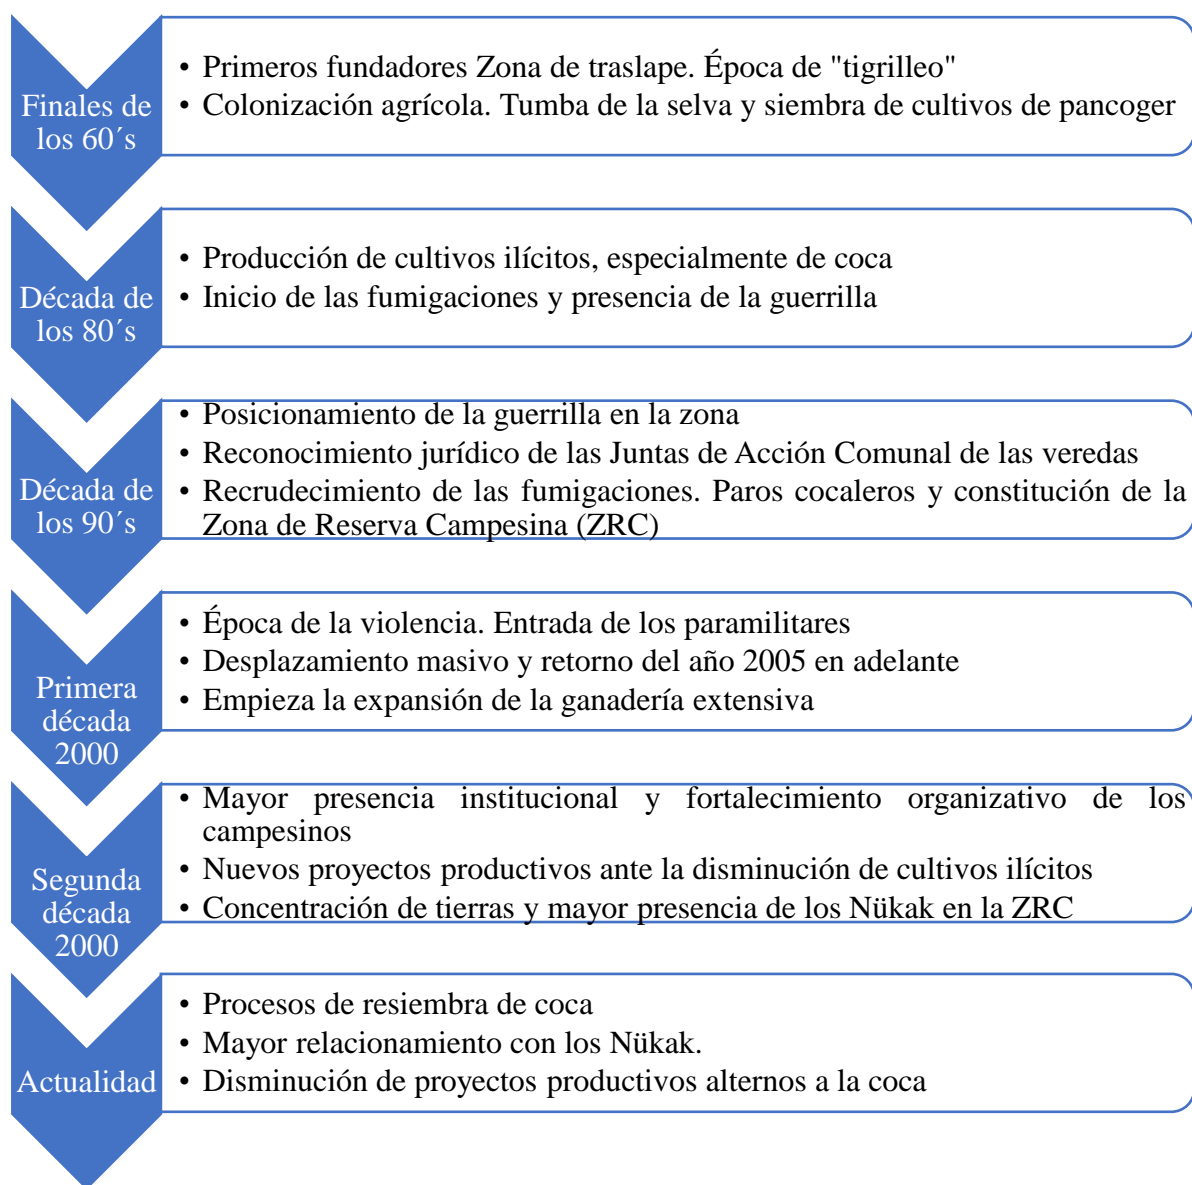 Finales de
los 60´s
• Primeros fundadores Zona de traslape. Época de "tigrilleo"
• Colonización agrícola. Tumba de la selva y siembra de cultivos de pancoger
Década de
los 80´s
• Producción de cultivos ilícitos, especialmente de coca
• Inicio de las fumigaciones y presencia de la guerrilla
Década de
los 90´s
• Posicionamiento de la guerrilla en la zona
• Reconocimiento jurídico de las Juntas de Acción Comunal de las veredas
• Recrudecimiento de las fumigaciones. Paros cocaleros y constitución de la
Zona de Reserva Campesina (ZRC)
Primera
década
2000
• Época de la violencia. Entrada de los paramilitares
• Desplazamiento masivo y retorno del año 2005 en adelante
• Empieza la expansión de la ganadería extensiva
Segunda
década
2000
• Mayor presencia institucional y fortalecimiento organizativo de los
campesinos
• Nuevos proyectos productivos ante la disminución de cultivos ilícitos
• Concentración de tierras y mayor presencia de los Nükak en la ZRC
Actualidad
• Procesos de resiembra de coca
• Mayor relacionamiento con los Nükak.
• Disminución de proyectos productivos alternos a la coca